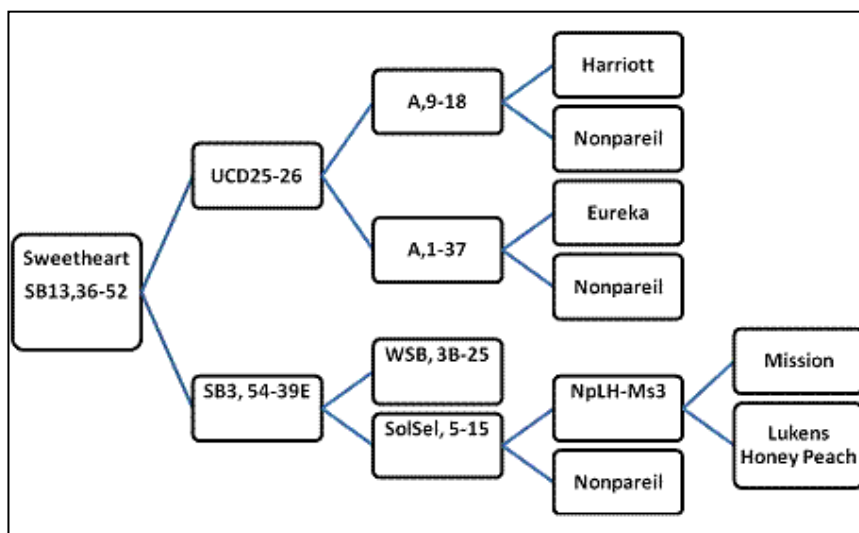 Harriott
A,9-18
Nonpareil
UCD25-26
Eureka
A,1-37
Nonpareil
Sweetheart
SB13,36-52
WSB, 3B-25
Mission
SB3, 54-39E
NpLH-Ms3
SolSel, 5-15
Lukens
Honey Peach
Nonpareil